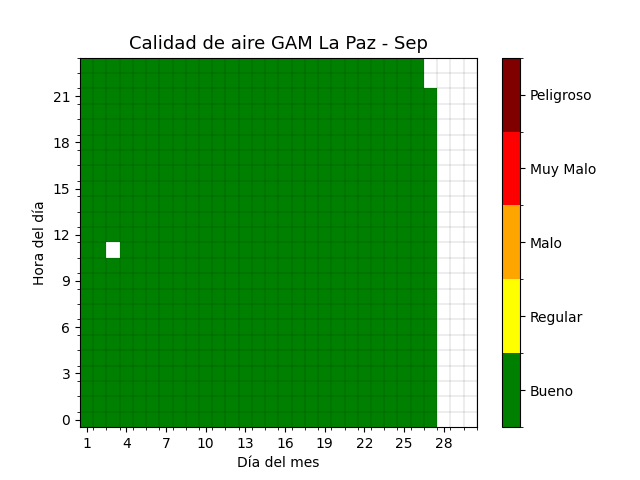 Calidad de aire GAM La Paz - Sep
Peligroso
Muy Malo
Malo
Regular
Bueno
Hora del día
21
18
15
12
9
6
3
0
1 4 7 10 13 16 19 22 25 28
Día del mes